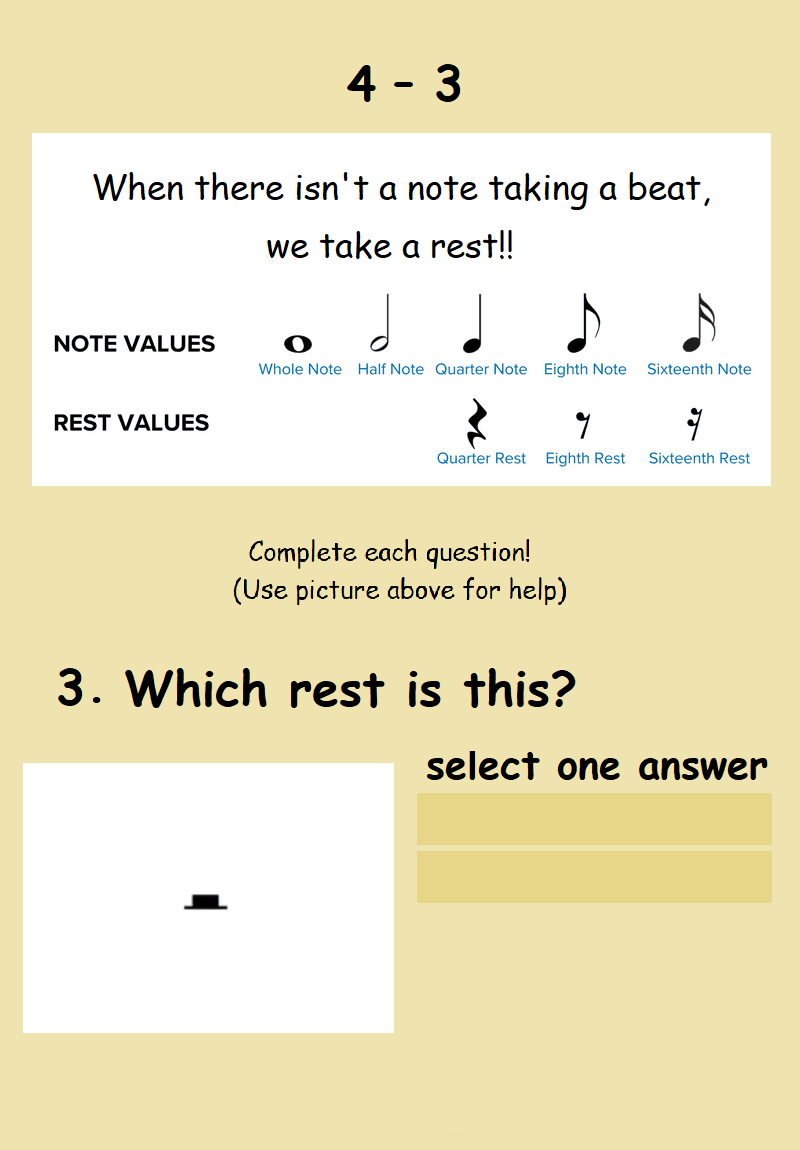 4 – 3
When there isn't a note taking a beat,
we take a rest!!
NOTE VALUES
Whole Note Half Note Quarter Note Eighth Note Sixteenth Note
REST VALUES
Quarter Rest Eighth Rest Sixteenth Rest
Complete each question!
(Use picture above for help)
3. Which rest is this?
select one answer